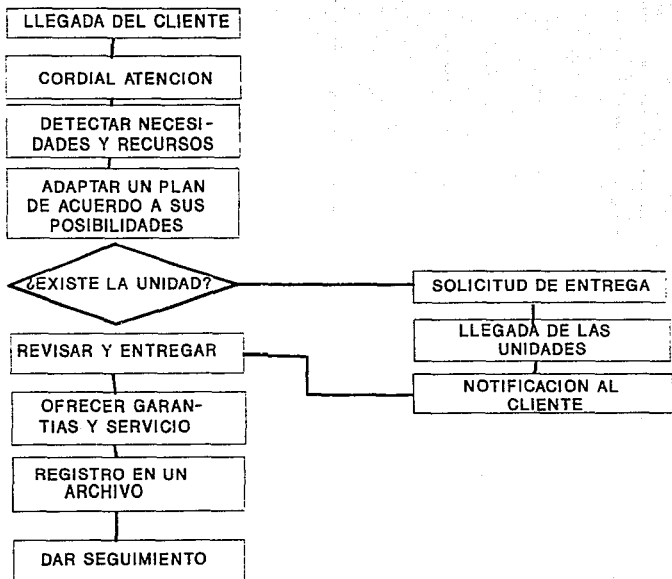 LLEGADA DEL CLIENTE
CORDIAL ATENCION
DETECTAR NECESI-
DADES Y RECURSOS
ADAPTAR UN PLAN
DE ACUERDO A SUS
POSIBILIDADES
¿EXISTE LA UNIDAD?
SOLICITUD DE ENTREGA
LLEGADA DE LAS
UNIDADES
NOTIFICACION AL
CLIENTE
REVISAR Y ENTREGAR
OFRECER GARAN-
TIAS Y SERVICIO
REGISTRO EN UN
ARCHIVO
DAR SEGUIMIENTO